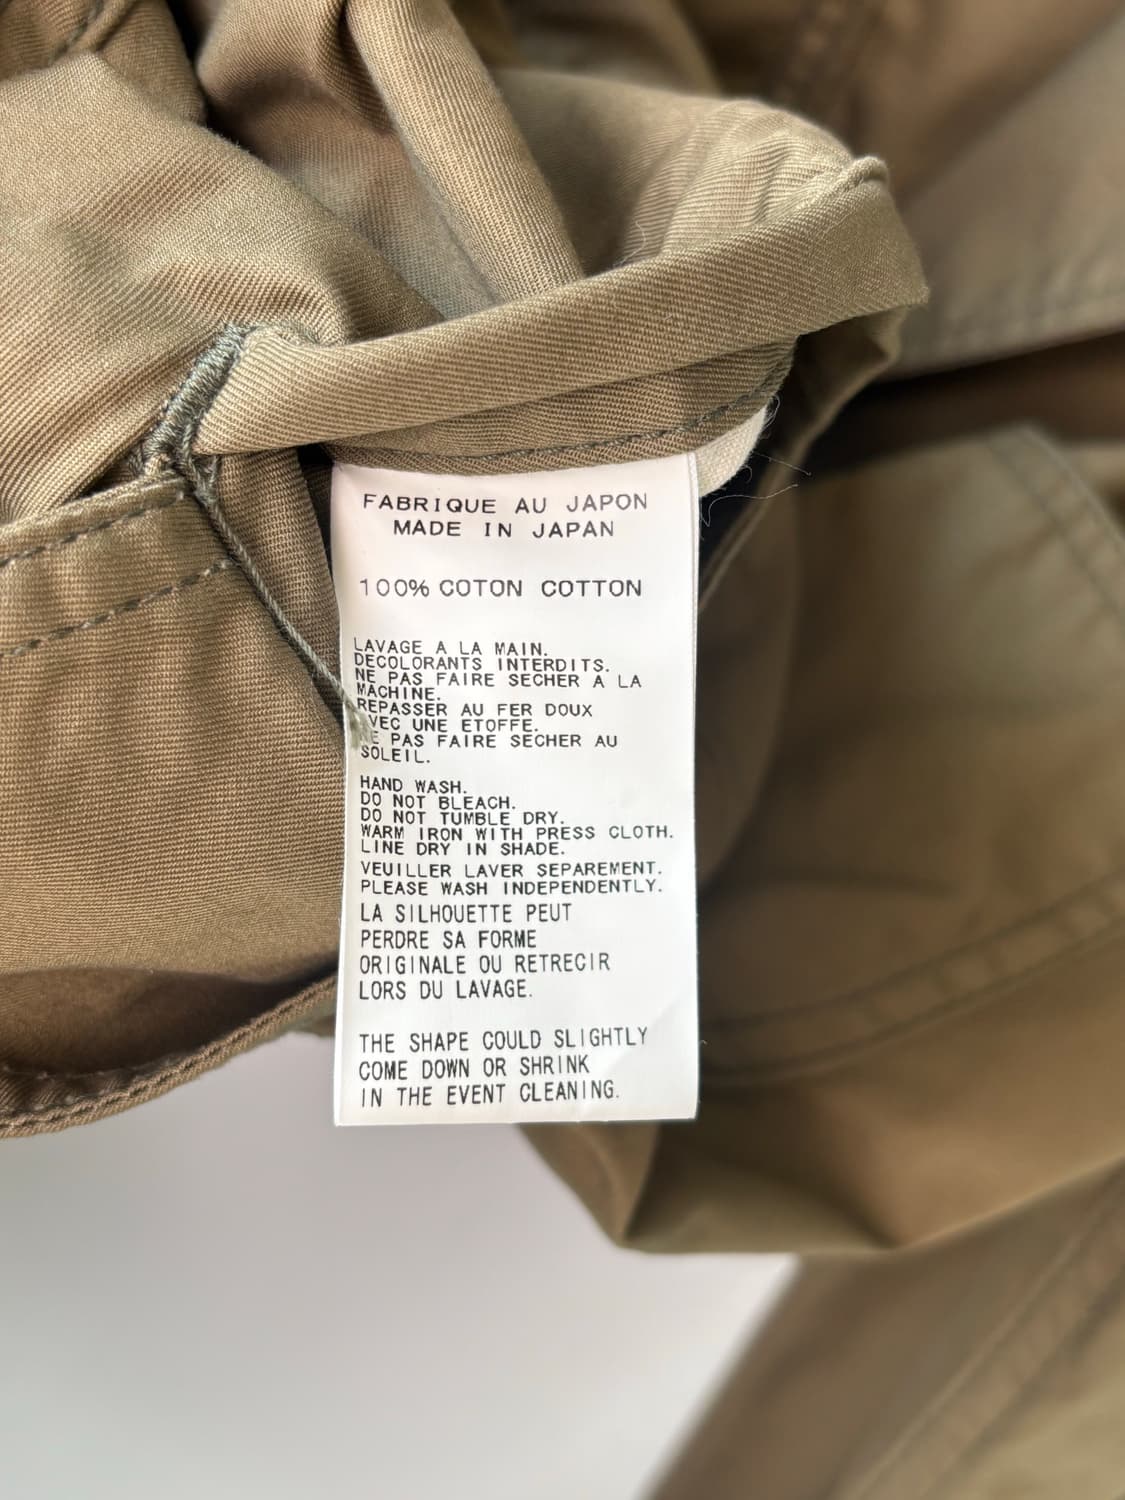 FABRIQUE AU JAPON
MADE IN JAPAN
100% COTON COTTON
LAVAGE A LA MAIN.
DECOLORANTS INTERDITS.
NE PAS FAIRE SECHER A LA
MACHINE.
REPASSER AU FER DOUX
AVEC UNE ETOFFE.
NE PAS FAIRE SECHER AU
SOLEIL.
HAND WASH.
DO NOT BLEACH.
DO NOT TUMBLE DRY.
WARM IRON WITH PRESS CLOTH.
LINE DRY IN SHADE.
VEUILLER LAVER SEPAREMENT.
PLEASE WASH INDEPENDENTLY.
LA SILHOUETTE PEUT
PERDRE SA FORME
ORIGINALE OU RETRECIR
LORS DU LAVAGE.
THE SHAPE COULD SLIGHTLY
COME DOWN OR SHRINK
IN THE EVENT CLEANING.